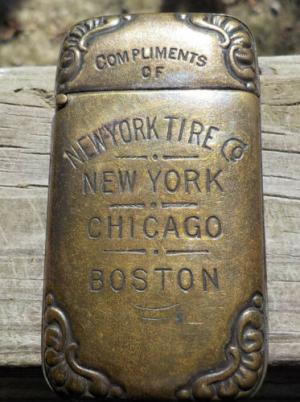 COMPLIMENTS
OF
NEW YORK TIRE CO
NEW YORK
CHICAGO
BOSTON